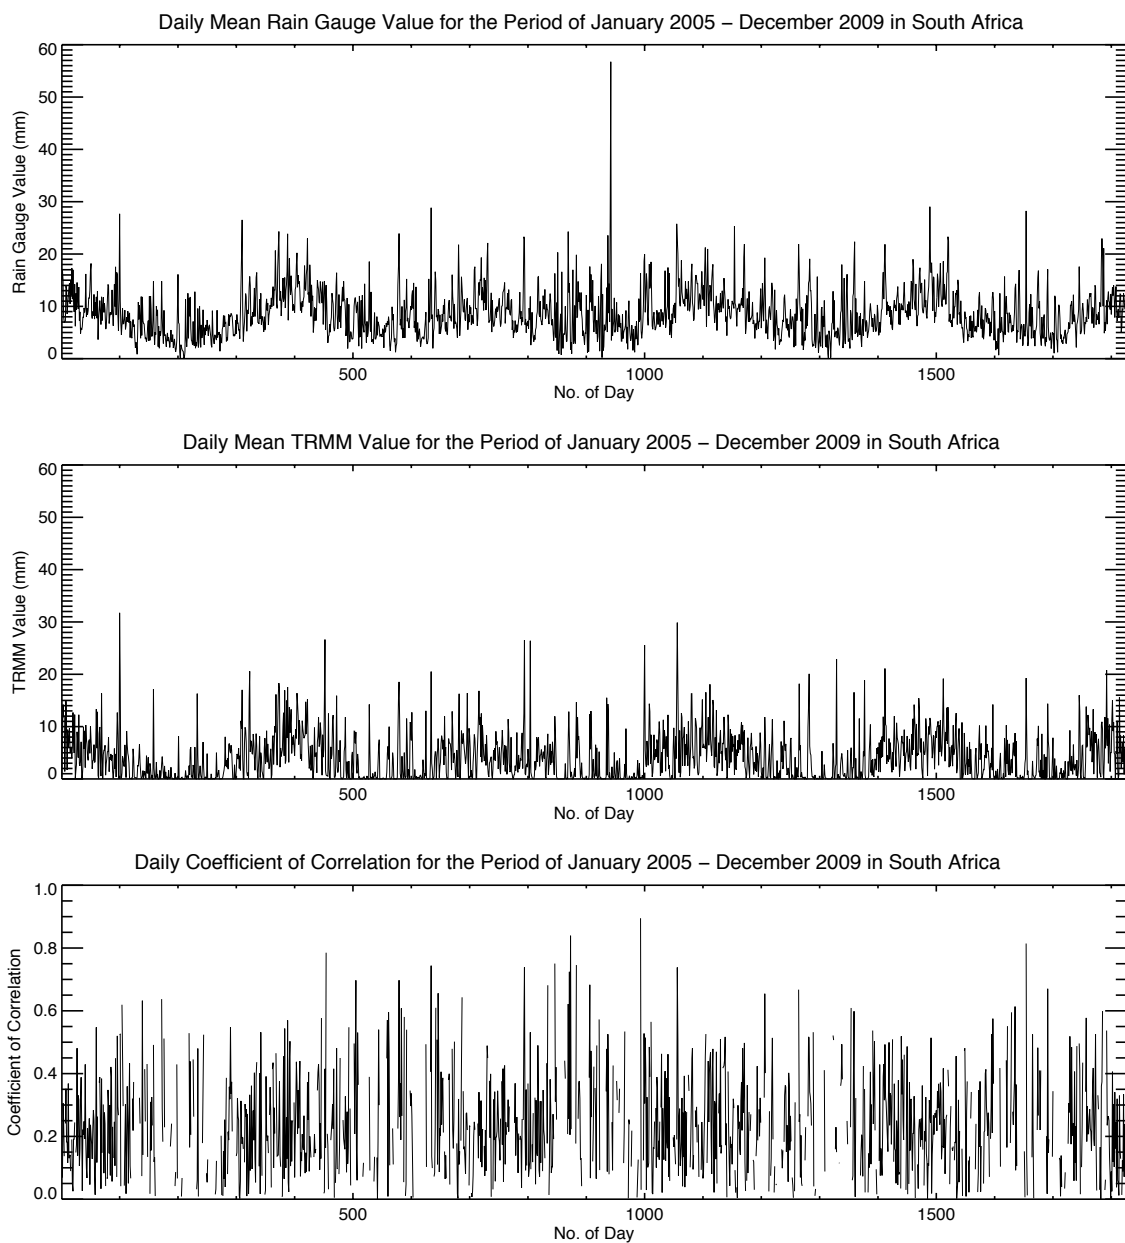 Daily Mean Rain Gauge Value for the Period of January 2005 − December 2009 in South Africa
60
50
40
30
20
10
0
Rain Gauge Value (mm)
500 1000 1500
No. of Day
Daily Mean TRMM Value for the Period of January 2005 − December 2009 in South Africa
60
50
40
30
20
10
0
TRMM Value (mm)
500 1000 1500
No. of Day
Daily Coefficient of Correlation for the Period of January 2005 − December 2009 in South Africa
1.0
0.8
0.6
0.4
0.2
0.0
Coefficient of Correlation
500 1000 1500
No. of Day